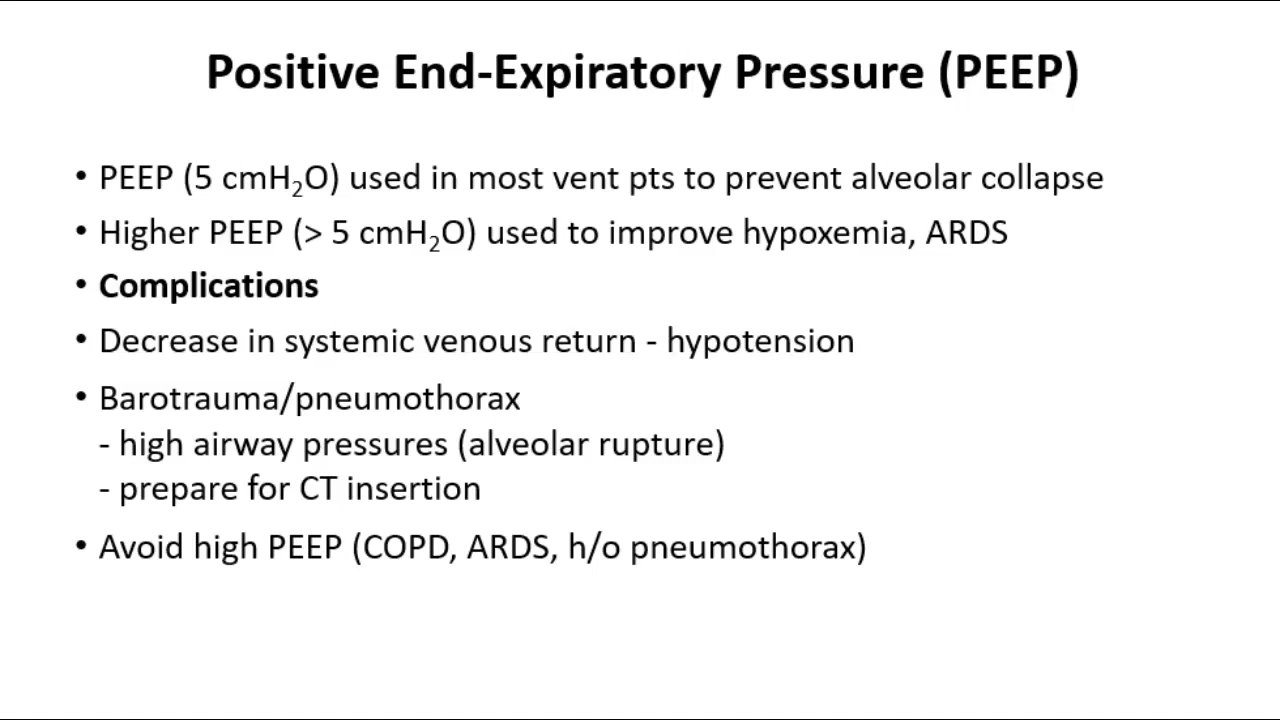 Positive End-Expiratory Pressure (PEEP)
• PEEP (5 cmH₂O) used in most vent pts to prevent alveolar collapse
• Higher PEEP (> 5 cmH₂O) used to improve hypoxemia, ARDS
• Complications
• Decrease in systemic venous return - hypotension
• Barotrauma/pneumothorax
- high airway pressures (alveolar rupture)
- prepare for CT insertion
• Avoid high PEEP (COPD, ARDS, h/o pneumothorax)